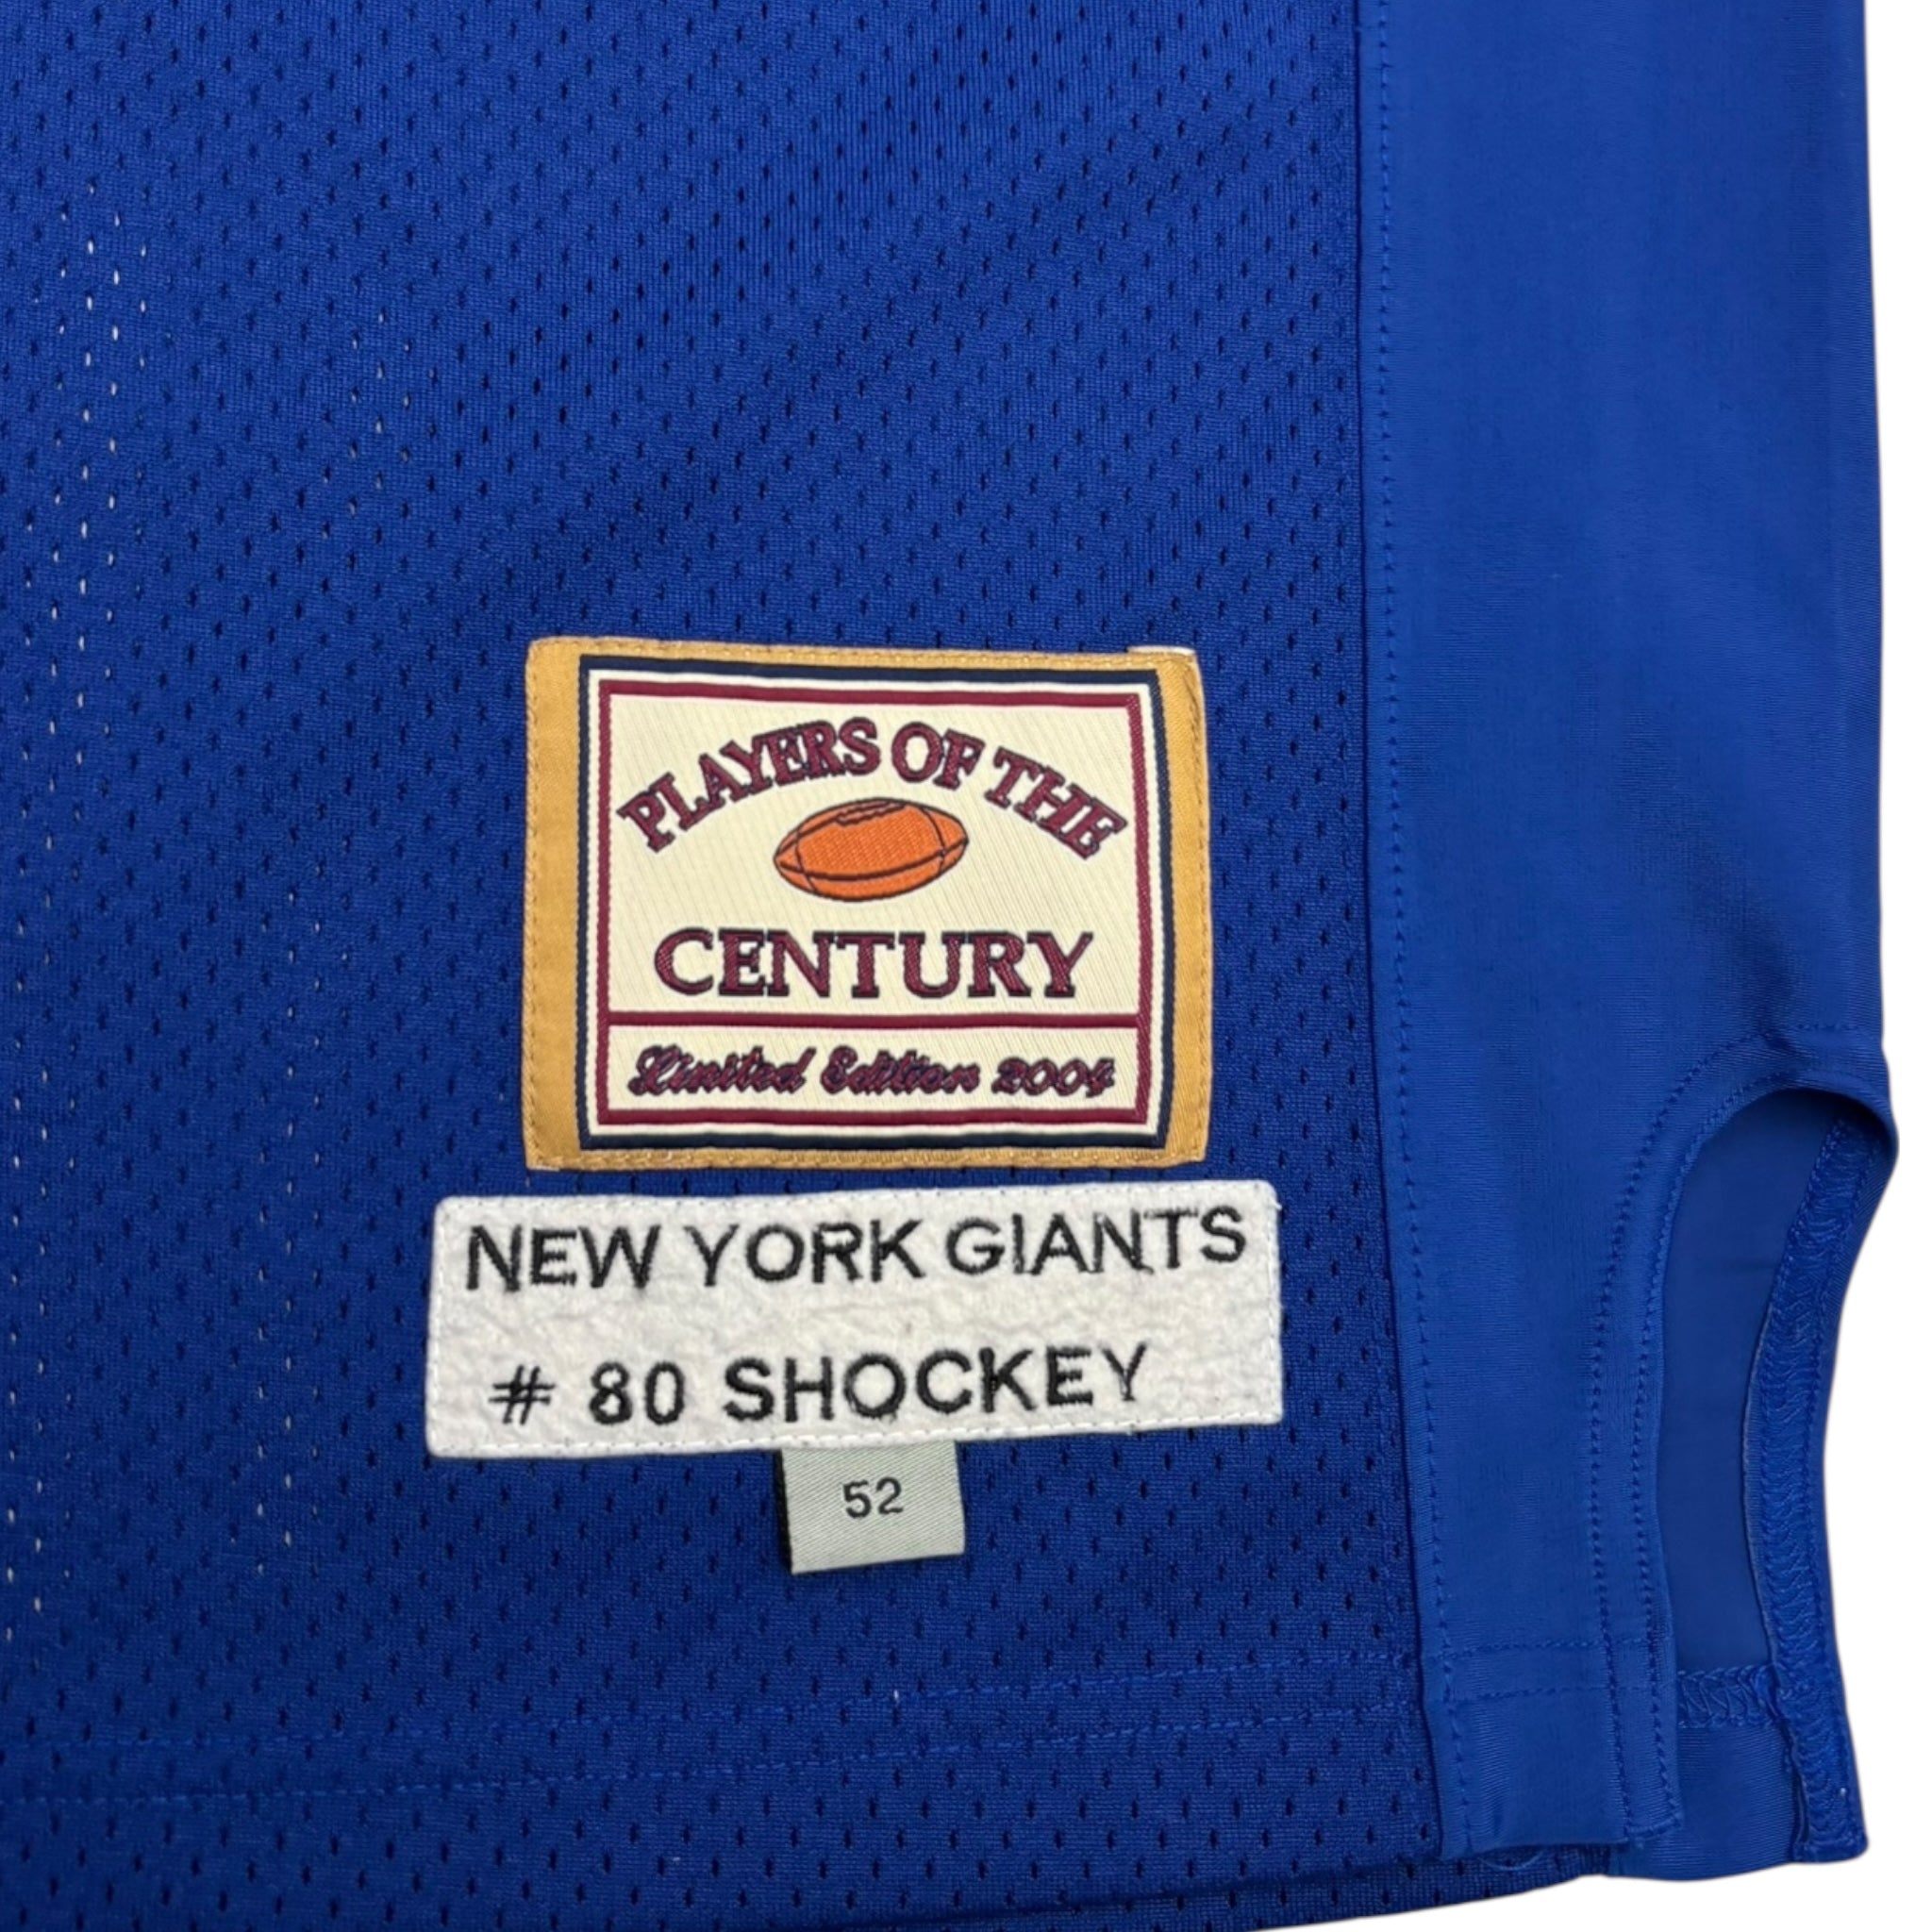 PLAYERS OF THE
CENTURY
Limited Edition 2004
NEW YORK GIANTS
# 80 SHOCKEY
52